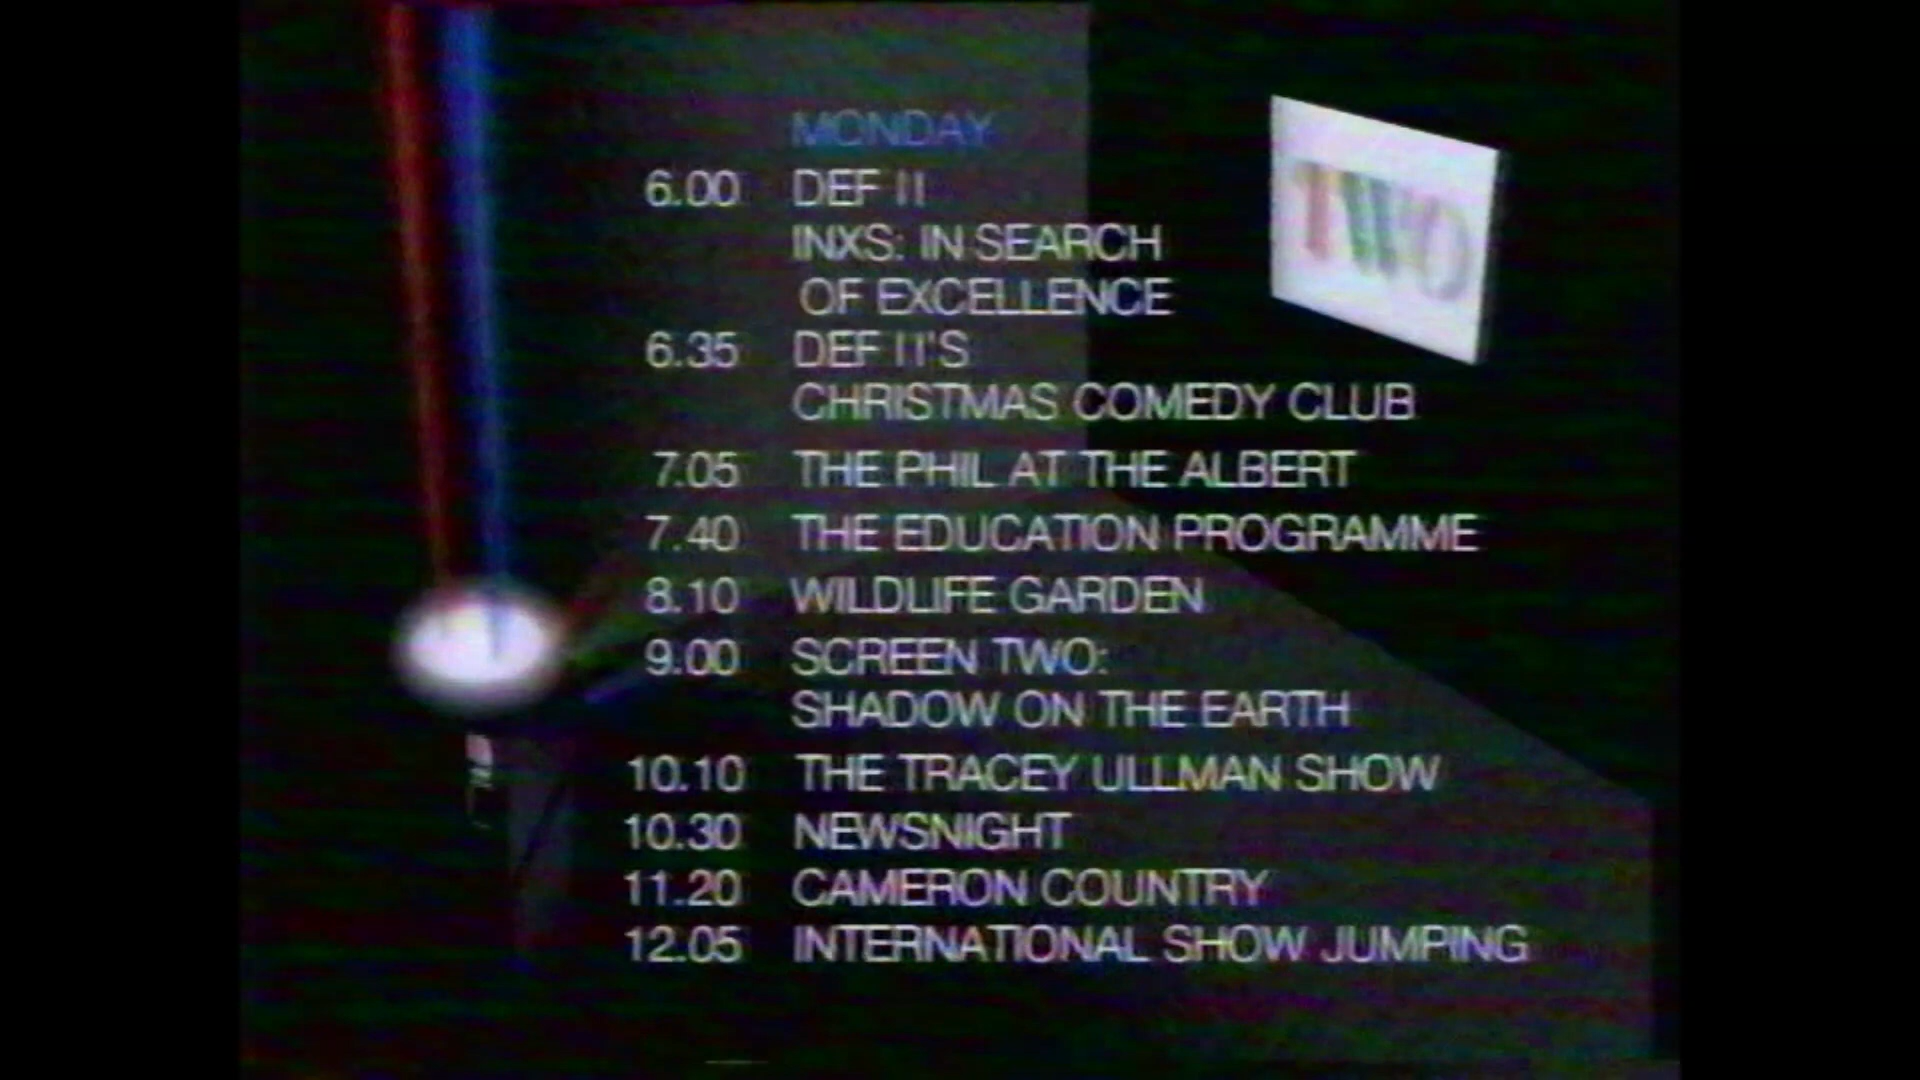 MONDAY
6.00 DEF II
INXS: IN SEARCH
OF EXCELLENCE
TWO
6.35 DEF II'S
CHRISTMAS COMEDY CLUB
7.05 THE PHIL AT THE ALBERT
7.40 THE EDUCATION PROGRAMME
8.10 WILDLIFE GARDEN
9.00 SCREEN TWO:
SHADOW ON THE EARTH
10.10 THE TRACEY ULLMAN SHOW
10.30 NEWSNIGHT
11.20 CAMERON COUNTRY
12.05 INTERNATIONAL SHOW JUMPING